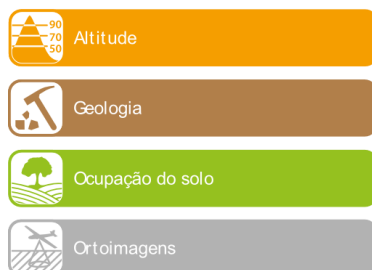 90
70
50
Altitude
Geologia
Ocupação do solo
Ortoimagens